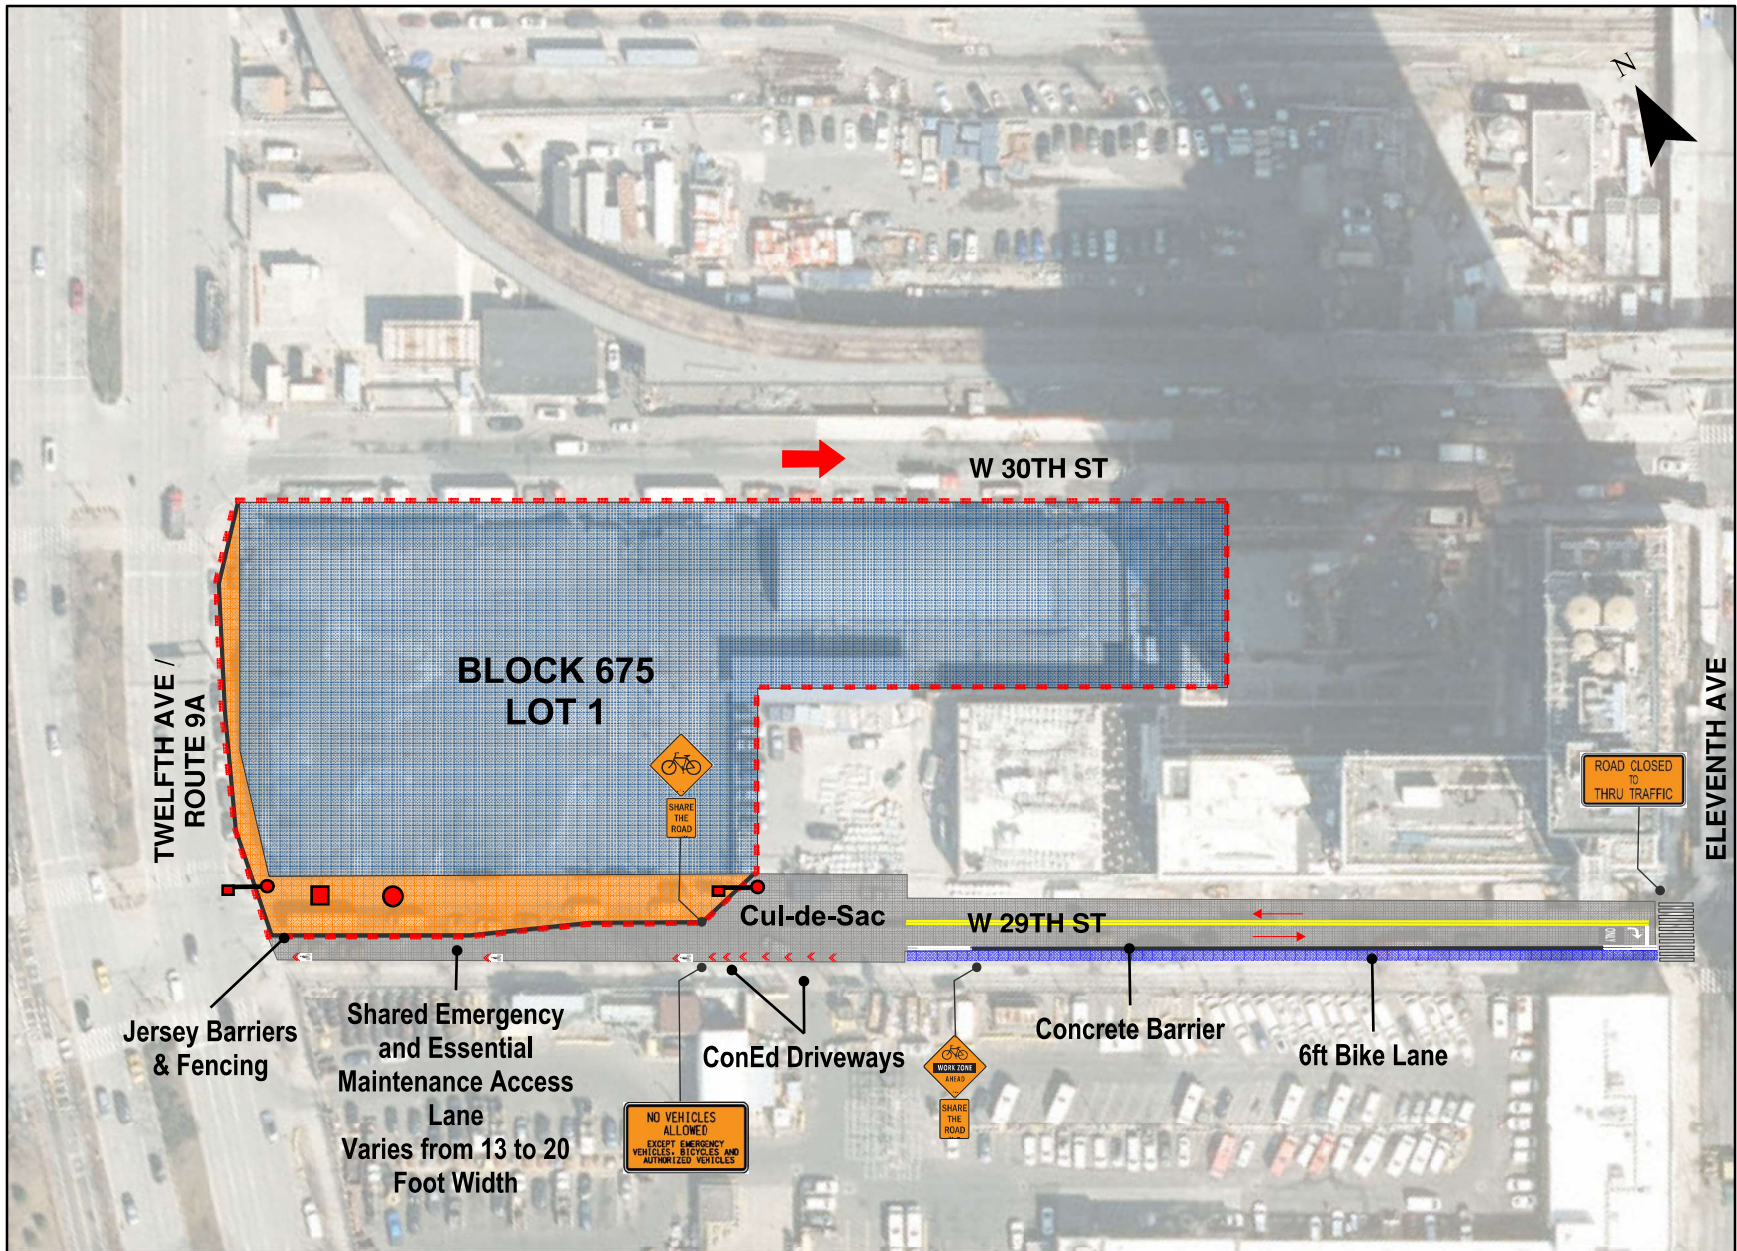 N
W 30TH ST
BLOCK 675
LOT 1
TWELFTH AVE /
ROUTE 9A
SHARE
THE
ROAD
ROAD CLOSED
TO
THRU TRAFFIC
ELEVENTH AVE
Cul-de-Sac
W 29TH ST
ONLY
Jersey Barriers
& Fencing
Shared Emergency
and Essential
Maintenance Access
Lane
Varies from 13 to 20
Foot Width
NO VEHICLES
ALLOWED
EXCEPT EMERGENCY
VEHICLES, BICYCLES AND
AUTHORIZED VEHICLES
ConEd Driveways
WORK ZONE
AHEAD
SHARE
THE
ROAD
Concrete Barrier
6ft Bike Lane